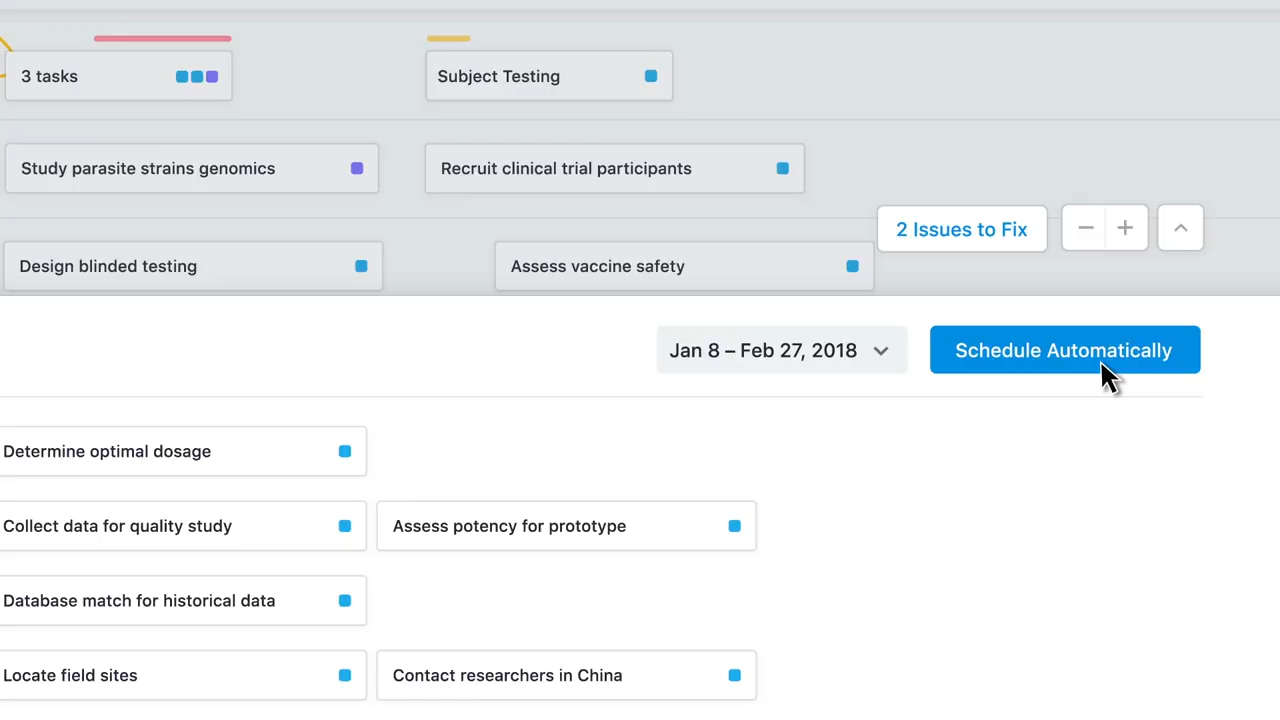 3 tasks
Subject Testing
Study parasite strains genomics
Recruit clinical trial participants
2 Issues to Fix
Design blinded testing
Assess vaccine safety
Jan 8 – Feb 27, 2018
Schedule Automatically
Determine optimal dosage
Collect data for quality study
Assess potency for prototype
Database match for historical data
Locate field sites
Contact researchers in China